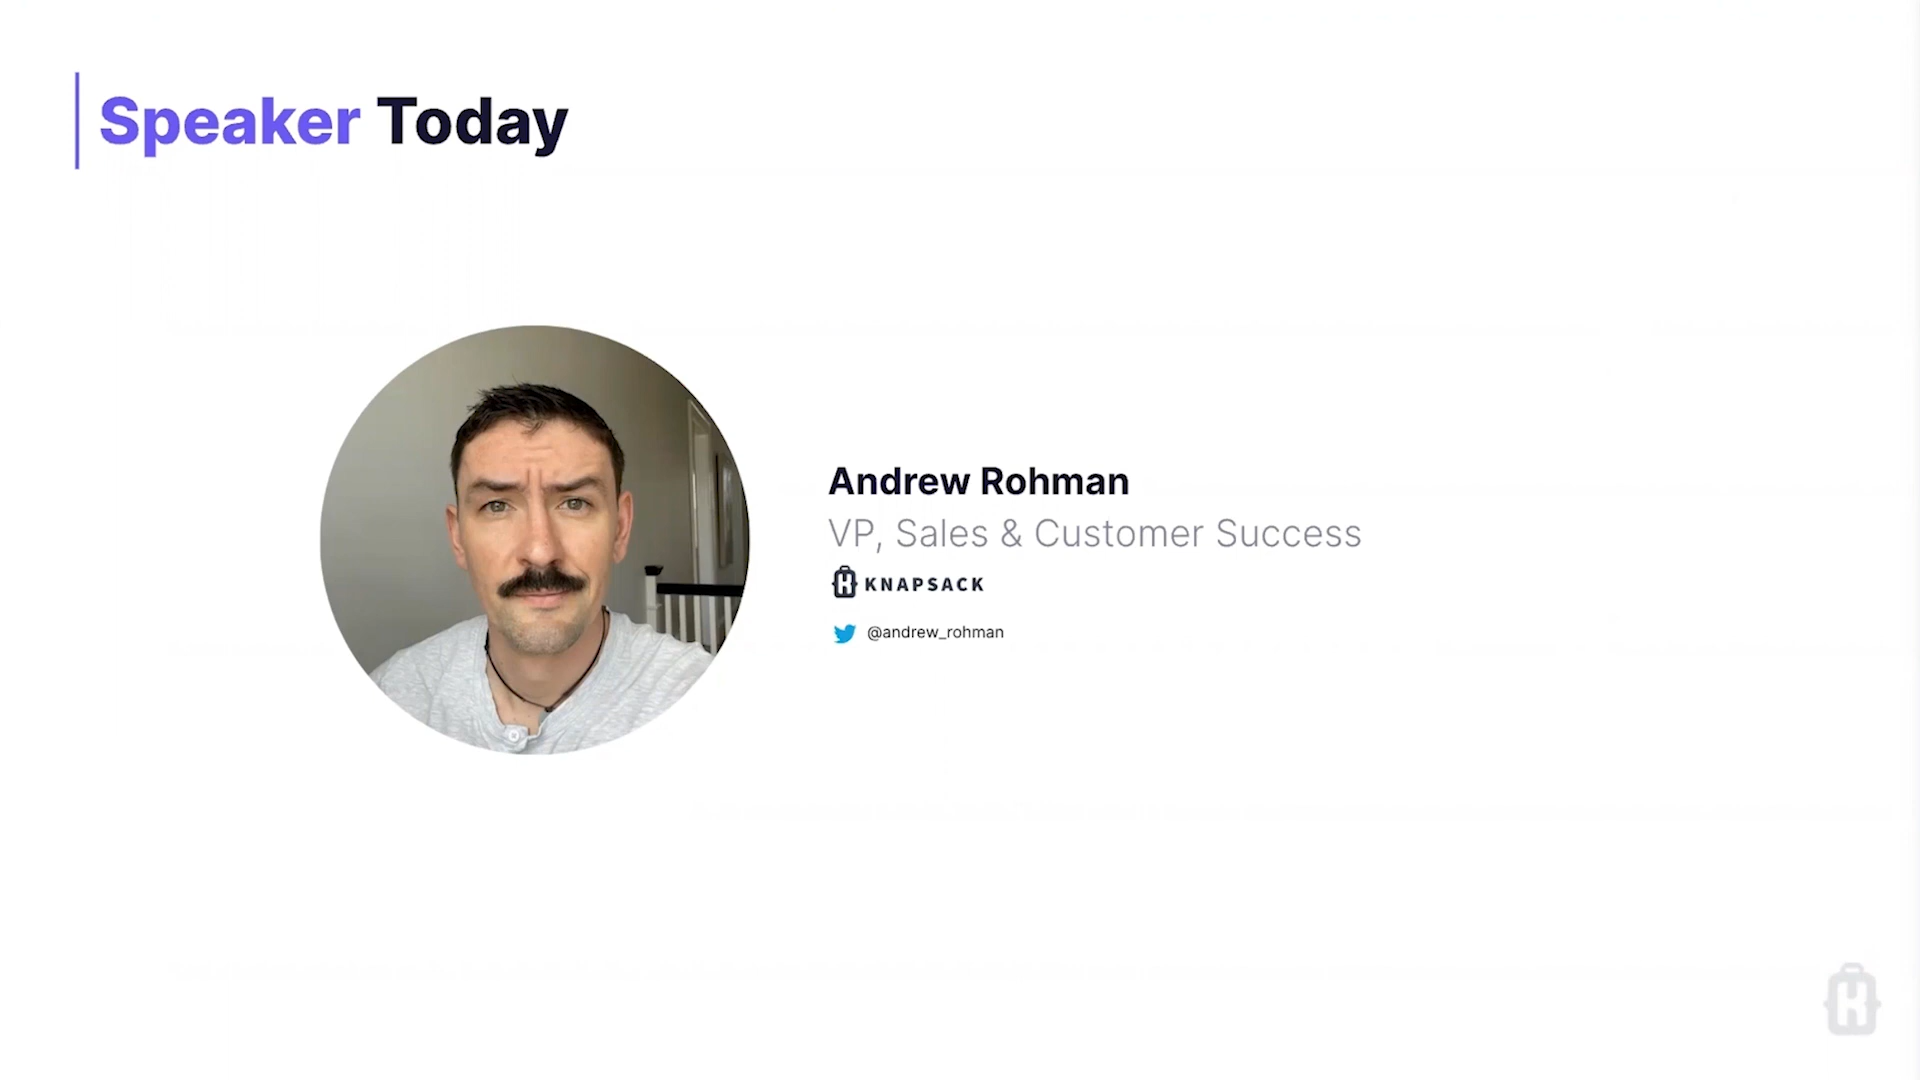 Speaker Today
Andrew Rohman
VP, Sales & Customer Success
KNAPSACK
@andrew_rohman